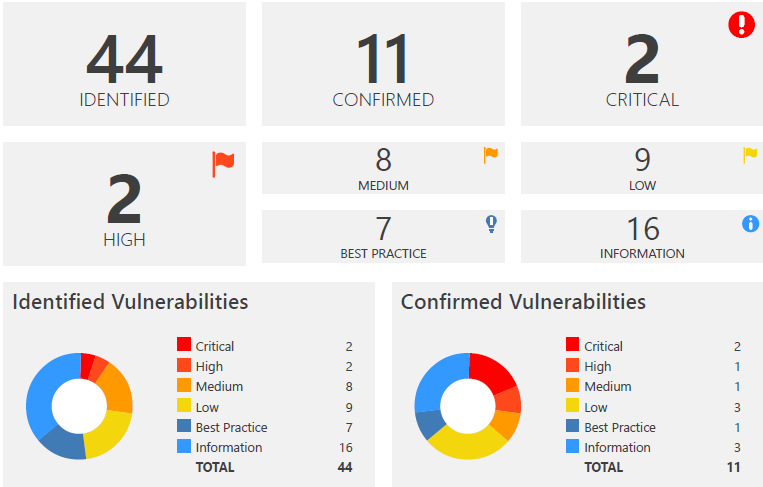 44
IDENTIFIED
11
CONFIRMED
2
CRITICAL
2
HIGH
8
MEDIUM
9
LOW
7
BEST PRACTICE
16
INFORMATION
Identified Vulnerabilities
Critical 2
High 2
Medium 8
Low 9
Best Practice 7
Information 16
TOTAL 44
Confirmed Vulnerabilities
Critical 2
High 1
Medium 1
Low 3
Best Practice 1
Information 3
TOTAL 11